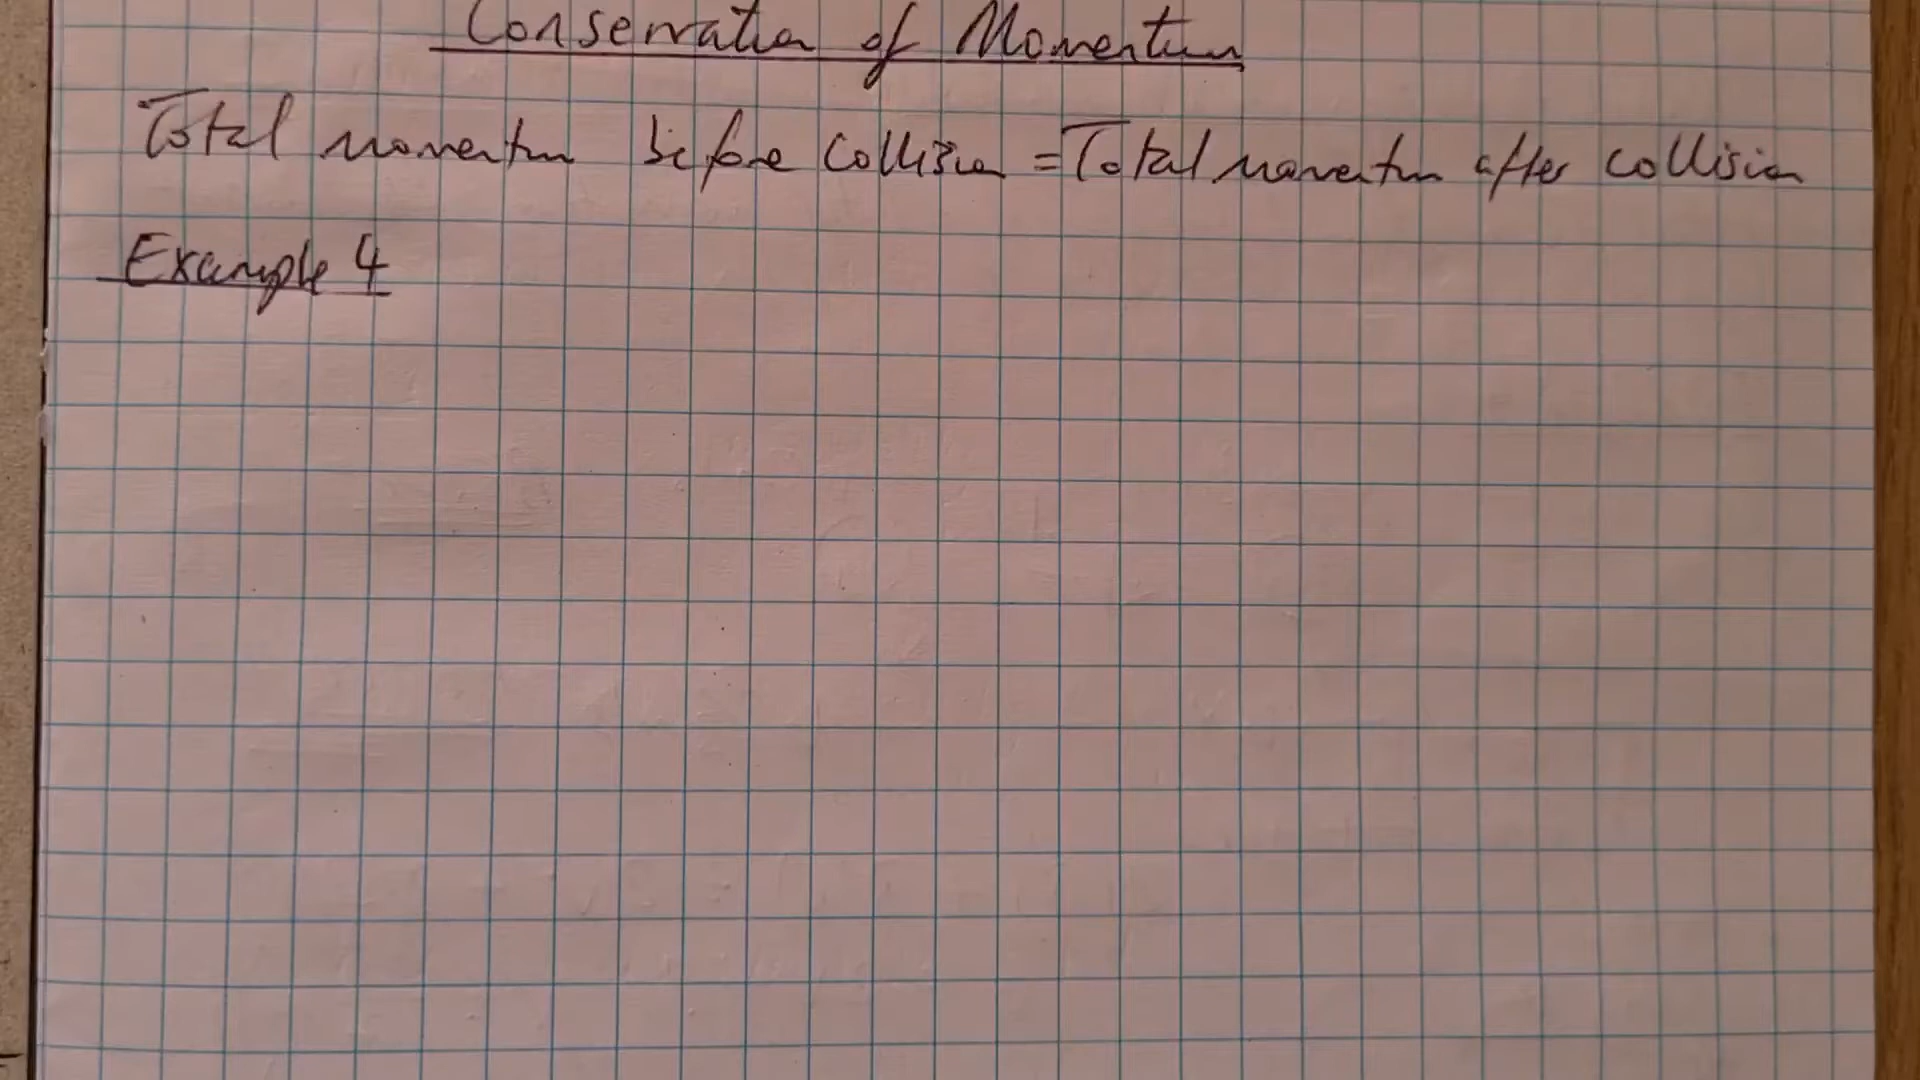 Conservation of Momentum
Total momentum before collision = Total momentum after collision
Example 4